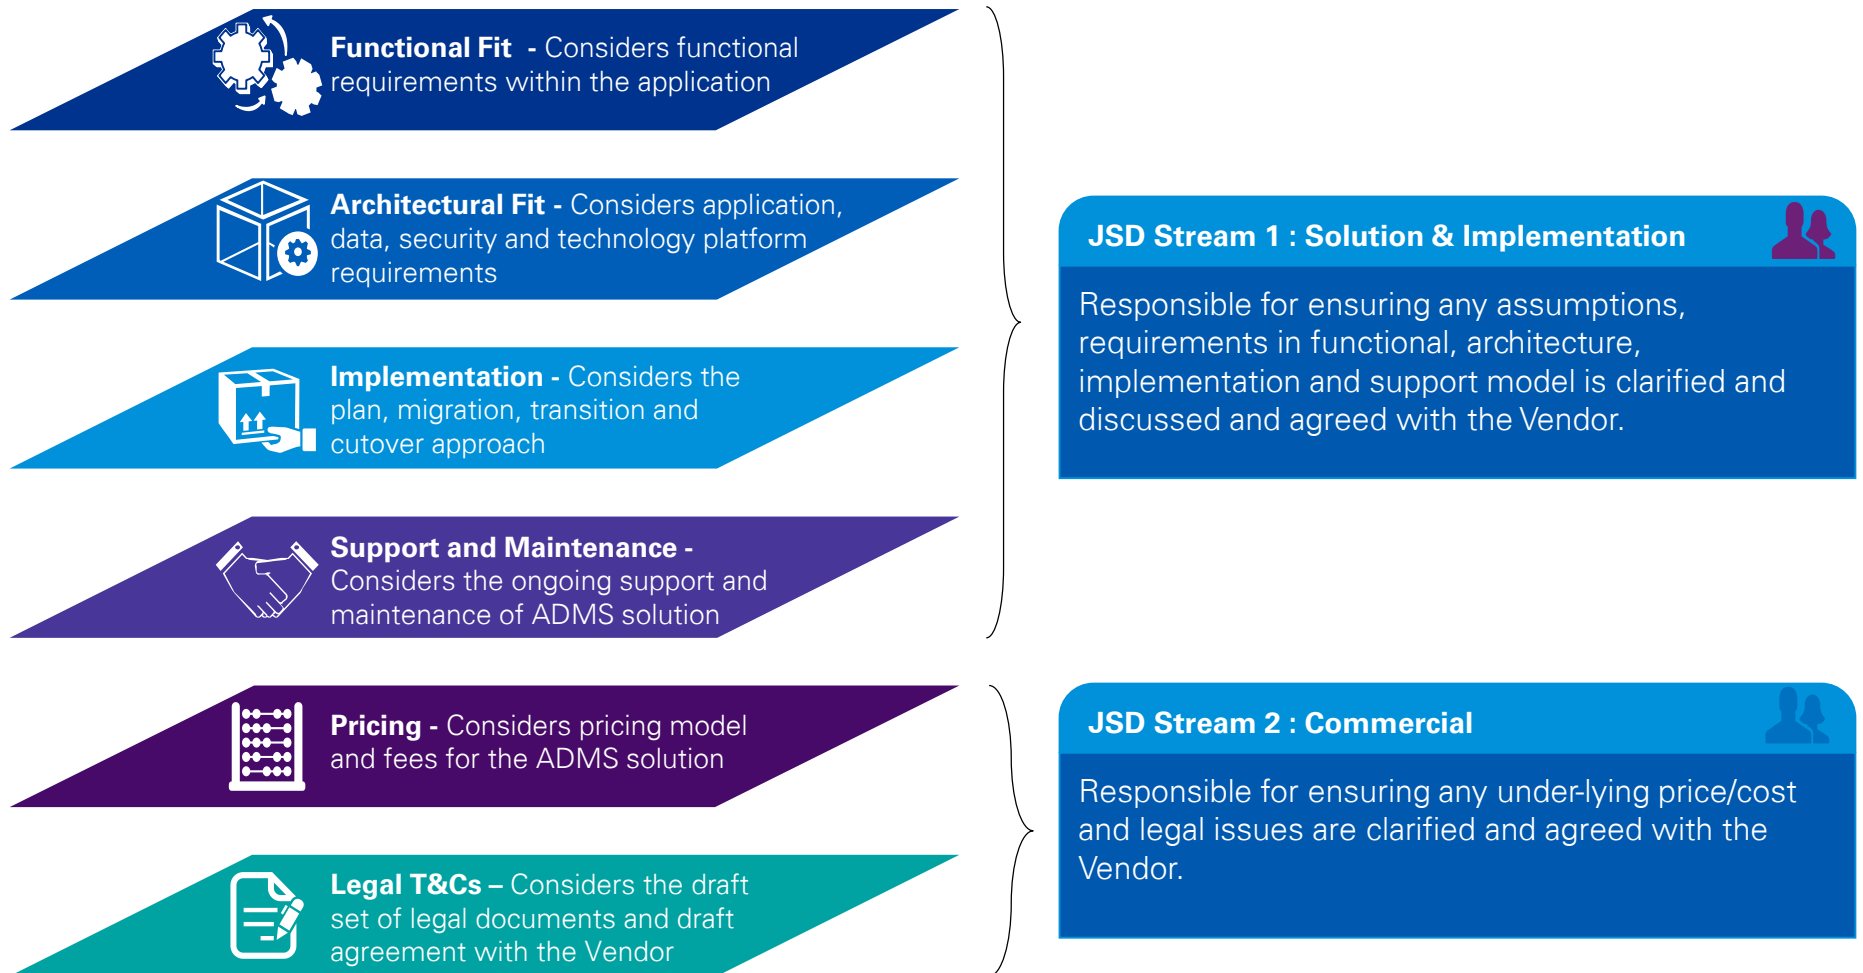 Functional Fit - Considers functional
requirements within the application
Architectural Fit - Considers application,
data, security and technology platform
requirements
Implementation - Considers the
plan, migration, transition and
cutover approach
Support and Maintenance -
Considers the ongoing support and
maintenance of ADMS solution
JSD Stream 1 : Solution & Implementation
Responsible for ensuring any assumptions,
requirements in functional, architecture,
implementation and support model is clarified and
discussed and agreed with the Vendor.
Pricing - Considers pricing model
and fees for the ADMS solution
Legal T&Cs – Considers the draft
set of legal documents and draft
agreement with the Vendor
JSD Stream 2 : Commercial
Responsible for ensuring any under-lying price/cost
and legal issues are clarified and agreed with the
Vendor.